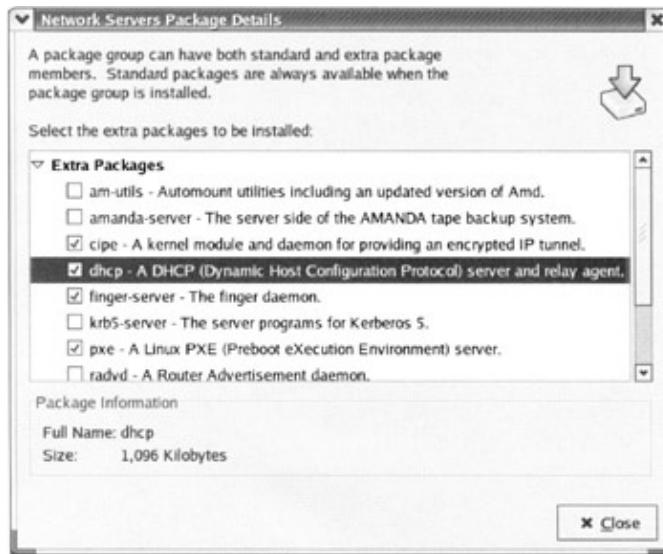 Network Servers Package Details
A package group can have both standard and extra package
members. Standard packages are always available when the
package group is installed.
Select the extra packages to be installed:
Extra Packages
am-utils - Automount utilities including an updated version of Amd.
amanda-server - The server side of the AMANDA tape backup system.
cipe - A kernel module and daemon for providing an encrypted IP tunnel.
dhcp - A DHCP (Dynamic Host Configuration Protocol) server and relay agent.
finger-server - The finger daemon.
krb5-server - The server programs for Kerberos 5.
pxe - A Linux PXE (Preboot eXecution Environment) server.
radvd - A Router Advertisement daemon.
Package Information
Full Name: dhcp
Size: 1,096 Kilobytes
Close